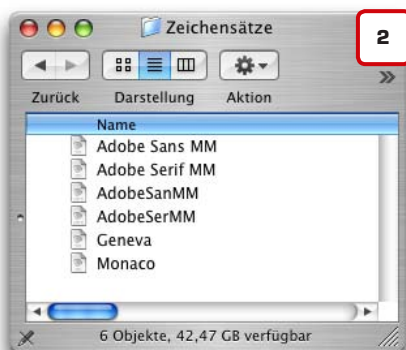 Zeichensätze
2
Zurück Darstellung Aktion
Name
Adobe Sans MM
Adobe Serif MM
AdobeSanMM
AdobeSerMM
Geneva
Monaco
6 Objekte, 42,47 GB verfügbar